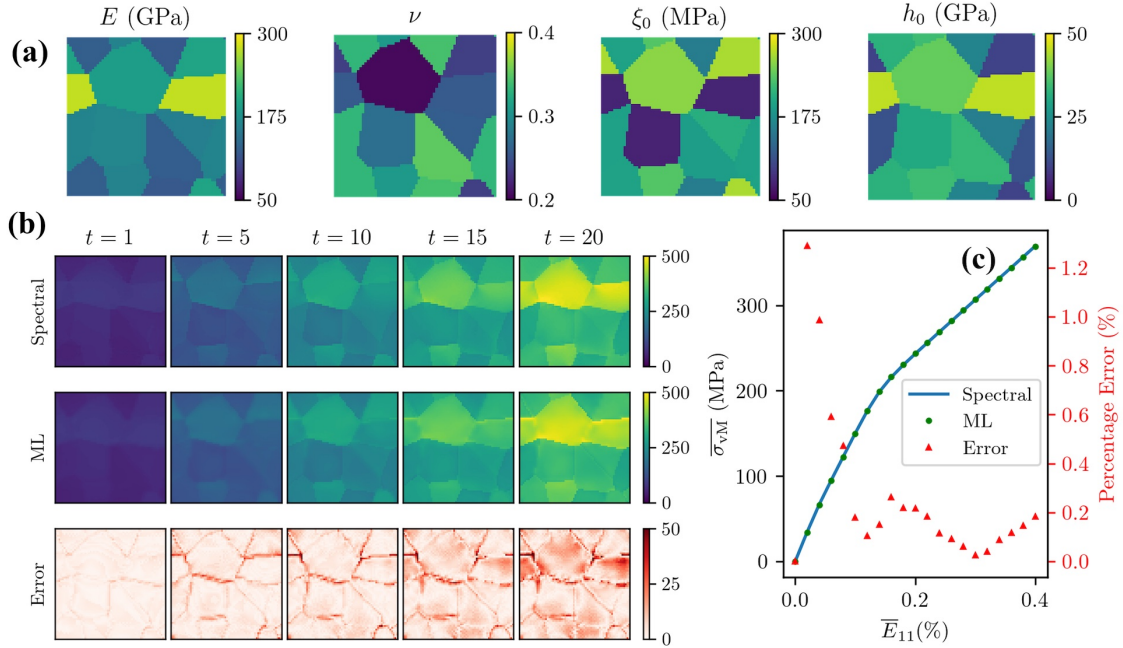 (a)
E (GPa)
300
175
50
ν
0.4
0.3
0.2
ξ₀ (MPa)
300
175
50
h₀ (GPa)
50
25
0
(b)
t = 1
t = 5
t = 10
t = 15
t = 20
Spectral
500
250
0
ML
500
250
0
Error
50
25
0
(c)
σ̅_vM (MPa)
300
200
100
0
Spectral
ML
Error
0.0
0.2
0.4
E̅₁₁(%)
1.2
1.0
0.8
0.6
0.4
0.2
0.0
Percentage Error (%)